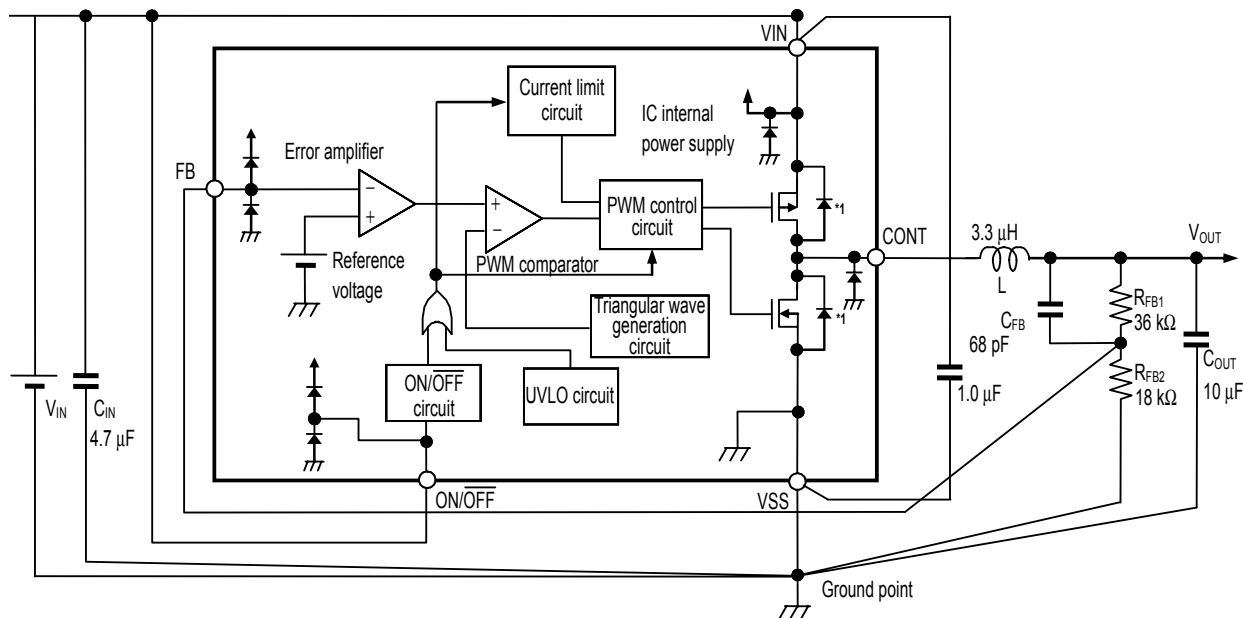 VIN
Current limit
circuit
IC internal
power supply
Error amplifier
FB
−
+
+
−
PWM control
circuit
*1
CONT
3.3 μH
L
VOUT
Reference
voltage
PWM comparator
RFB1
36 kΩ
CFB
68 pF
Triangular wave
generation
circuit
*1
COUT
10 μF
RFB2
18 kΩ
1.0 μF
ON/OFF
circuit
UVLO circuit
VIN
CIN
4.7 μF
ON/OFF
VSS
Ground point